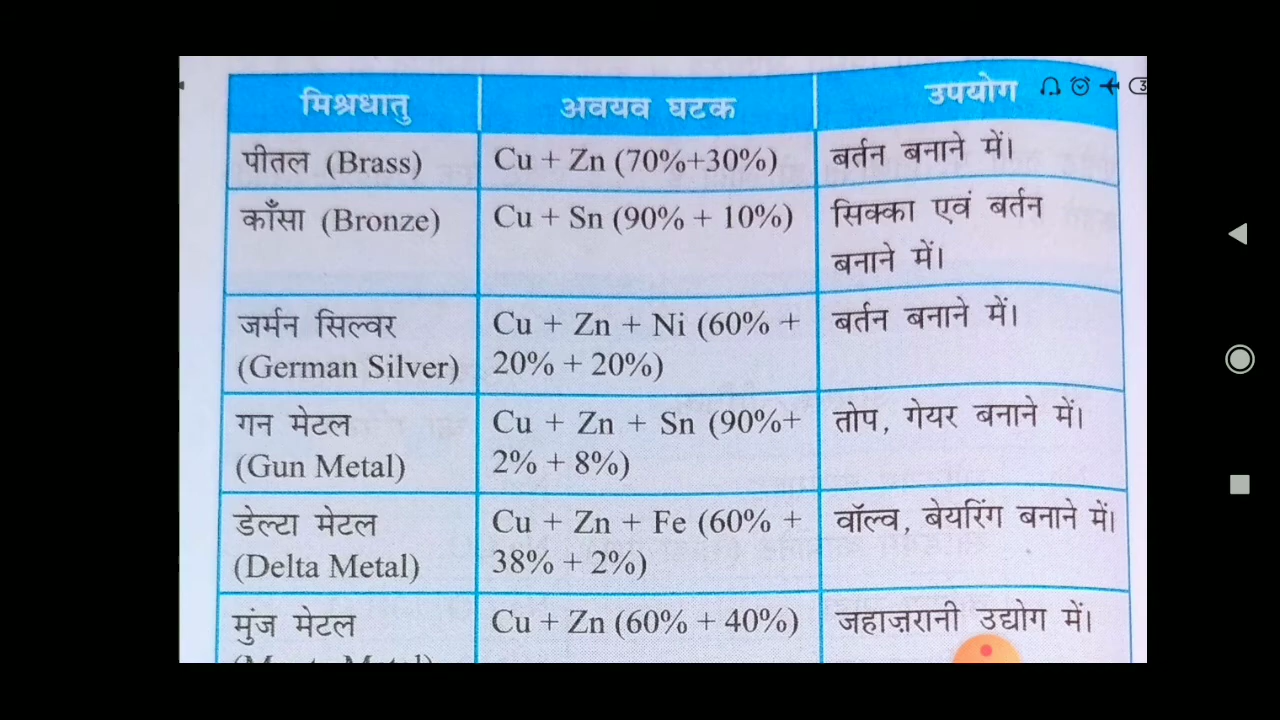 मिश्रधातु अवयव घटक उपयोग
पीतल (Brass) Cu + Zn (70%+30%) बर्तन बनाने में।
काँसा (Bronze) Cu + Sn (90% + 10%) सिक्का एवं बर्तन
बनाने में।
जर्मन सिल्वर Cu + Zn + Ni (60% + बर्तन बनाने में।
(German Silver) 20% + 20%)
गन मेटल Cu + Zn + Sn (90%+ तोप, गेयर बनाने में।
(Gun Metal) 2% + 8%)
डेल्टा मेटल Cu + Zn + Fe (60% + वॉल्व, बेयरिंग बनाने में।
(Delta Metal) 38% + 2%)
मुंज मेटल Cu + Zn (60% + 40%) जहाज़रानी उद्योग में।